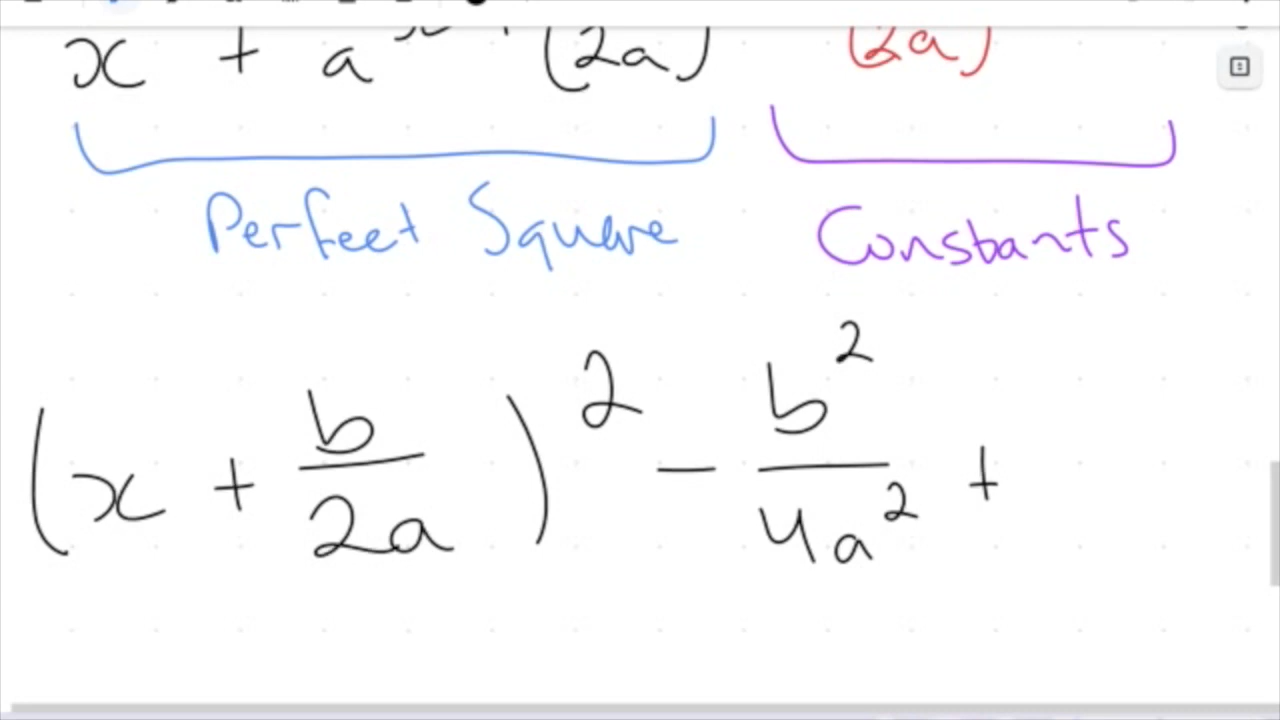 x + a x + (2a) (2a)
Perfect Square Constants
(x + b/2a)² - b²/4a² +